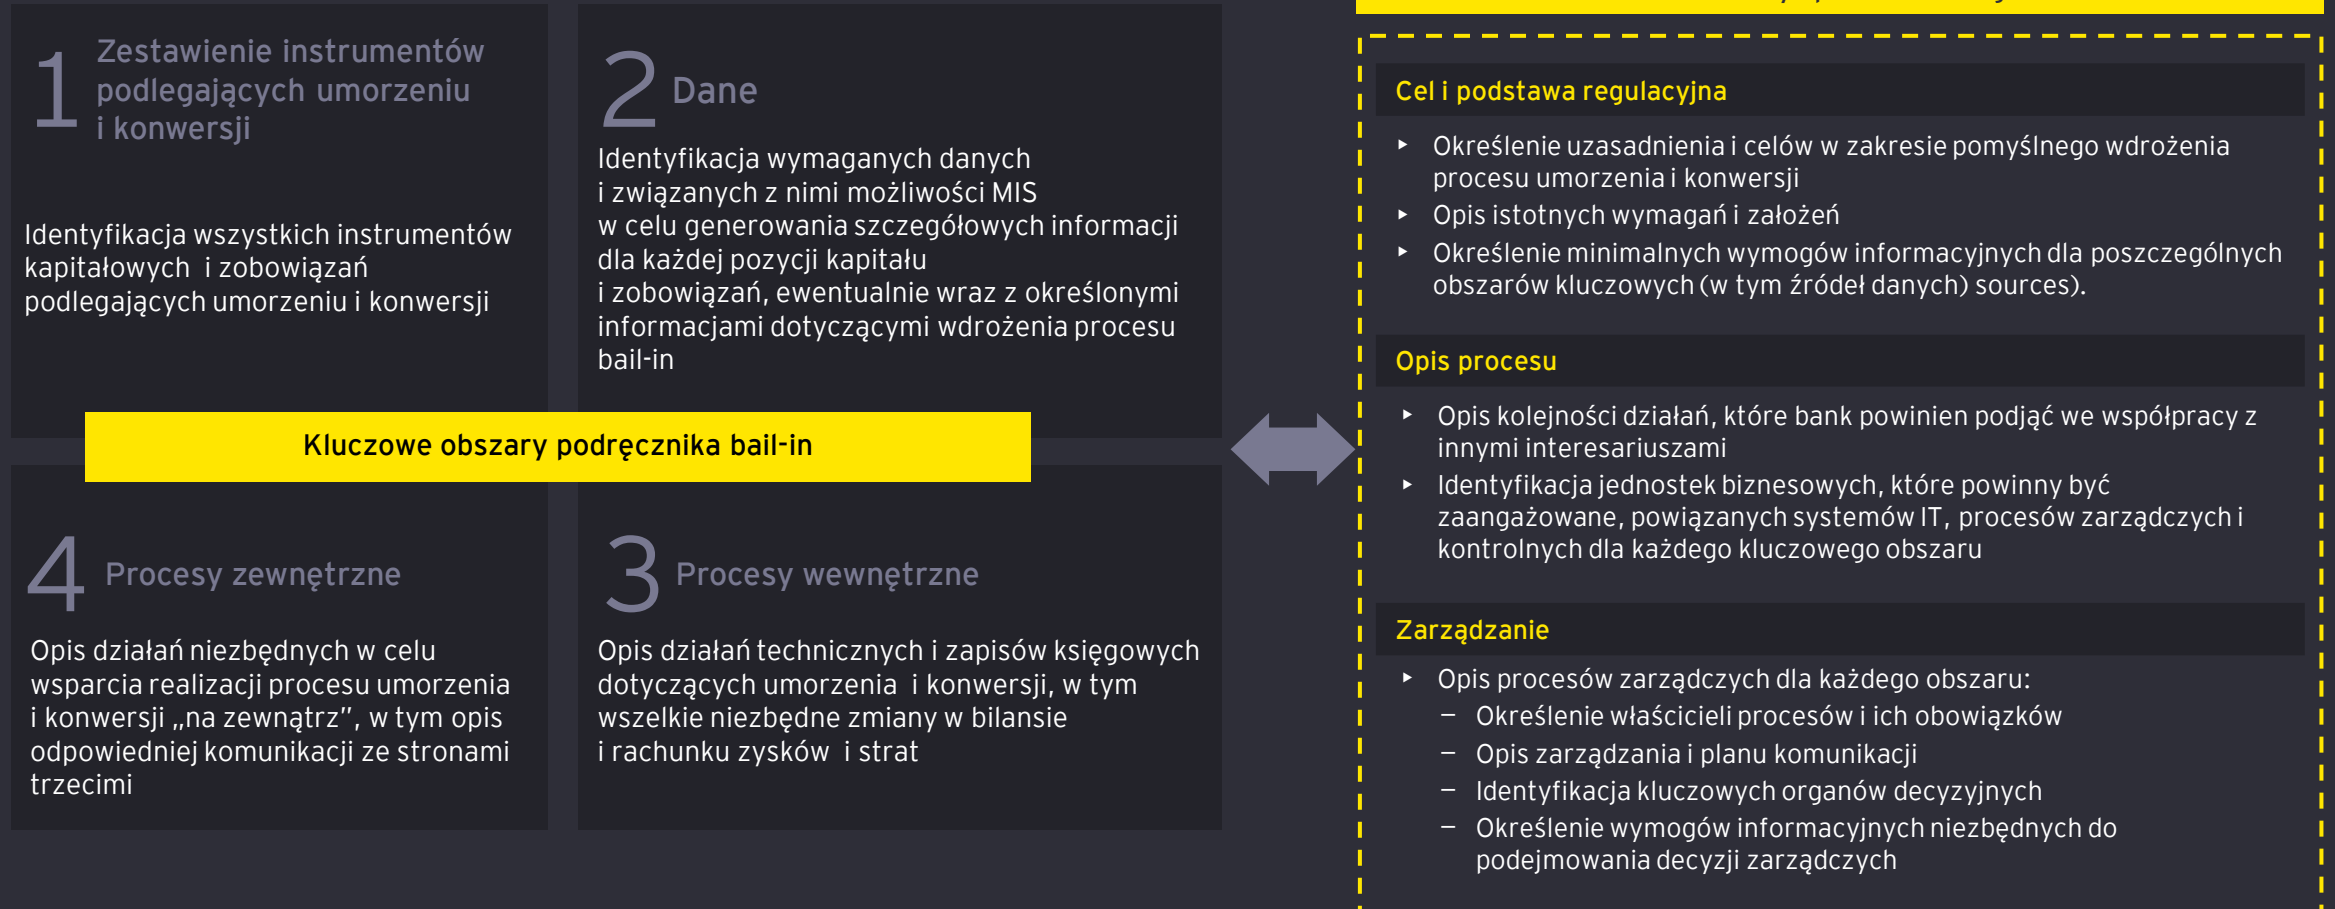 1
Zestawienie instrumentów
podlegających umorzeniu
i konwersji
Identyfikacja wszystkich instrumentów
kapitałowych i zobowiązań
podlegających umorzeniu i konwersji
2
Dane
Identyfikacja wymaganych danych
i związanych z nimi możliwości MIS
w celu generowania szczegółowych informacji
dla każdej pozycji kapitału
i zobowiązań, ewentualnie wraz z określonymi
informacjami dotyczącymi wdrożenia procesu
bail-in
Kluczowe obszary podręcznika bail-in
4
Procesy zewnętrzne
Opis działań niezbędnych w celu
wsparcia realizacji procesu umorzenia
i konwersji „na zewnątrz”, w tym opis
odpowiedniej komunikacji ze stronami
trzecimi
3
Procesy wewnętrzne
Opis działań technicznych i zapisów księgowych
dotyczących umorzenia i konwersji, w tym
wszelkie niezbędne zmiany w bilansie
i rachunku zysków i strat
Cel i podstawa regulacyjna
▸ Określenie uzasadnienia i celów w zakresie pomyślnego wdrożenia
procesu umorzenia i konwersji
▸ Opis istotnych wymagań i założeń
▸ Określenie minimalnych wymogów informacyjnych dla poszczególnych
obszarów kluczowych (w tym źródeł danych) sources).
Opis procesu
▸ Opis kolejności działań, które bank powinien podjąć we współpracy z
innymi interesariuszami
▸ Identyfikacja jednostek biznesowych, które powinny być
zaangażowane, powiązanych systemów IT, procesów zarządczych i
kontrolnych dla każdego kluczowego obszaru
Zarządzanie
▸ Opis procesów zarządczych dla każdego obszaru:
– Określenie właścicieli procesów i ich obowiązków
– Opis zarządzania i planu komunikacji
– Identyfikacja kluczowych organów decyzyjnych
– Określenie wymogów informacyjnych niezbędnych do
podejmowania decyzji zarządczych